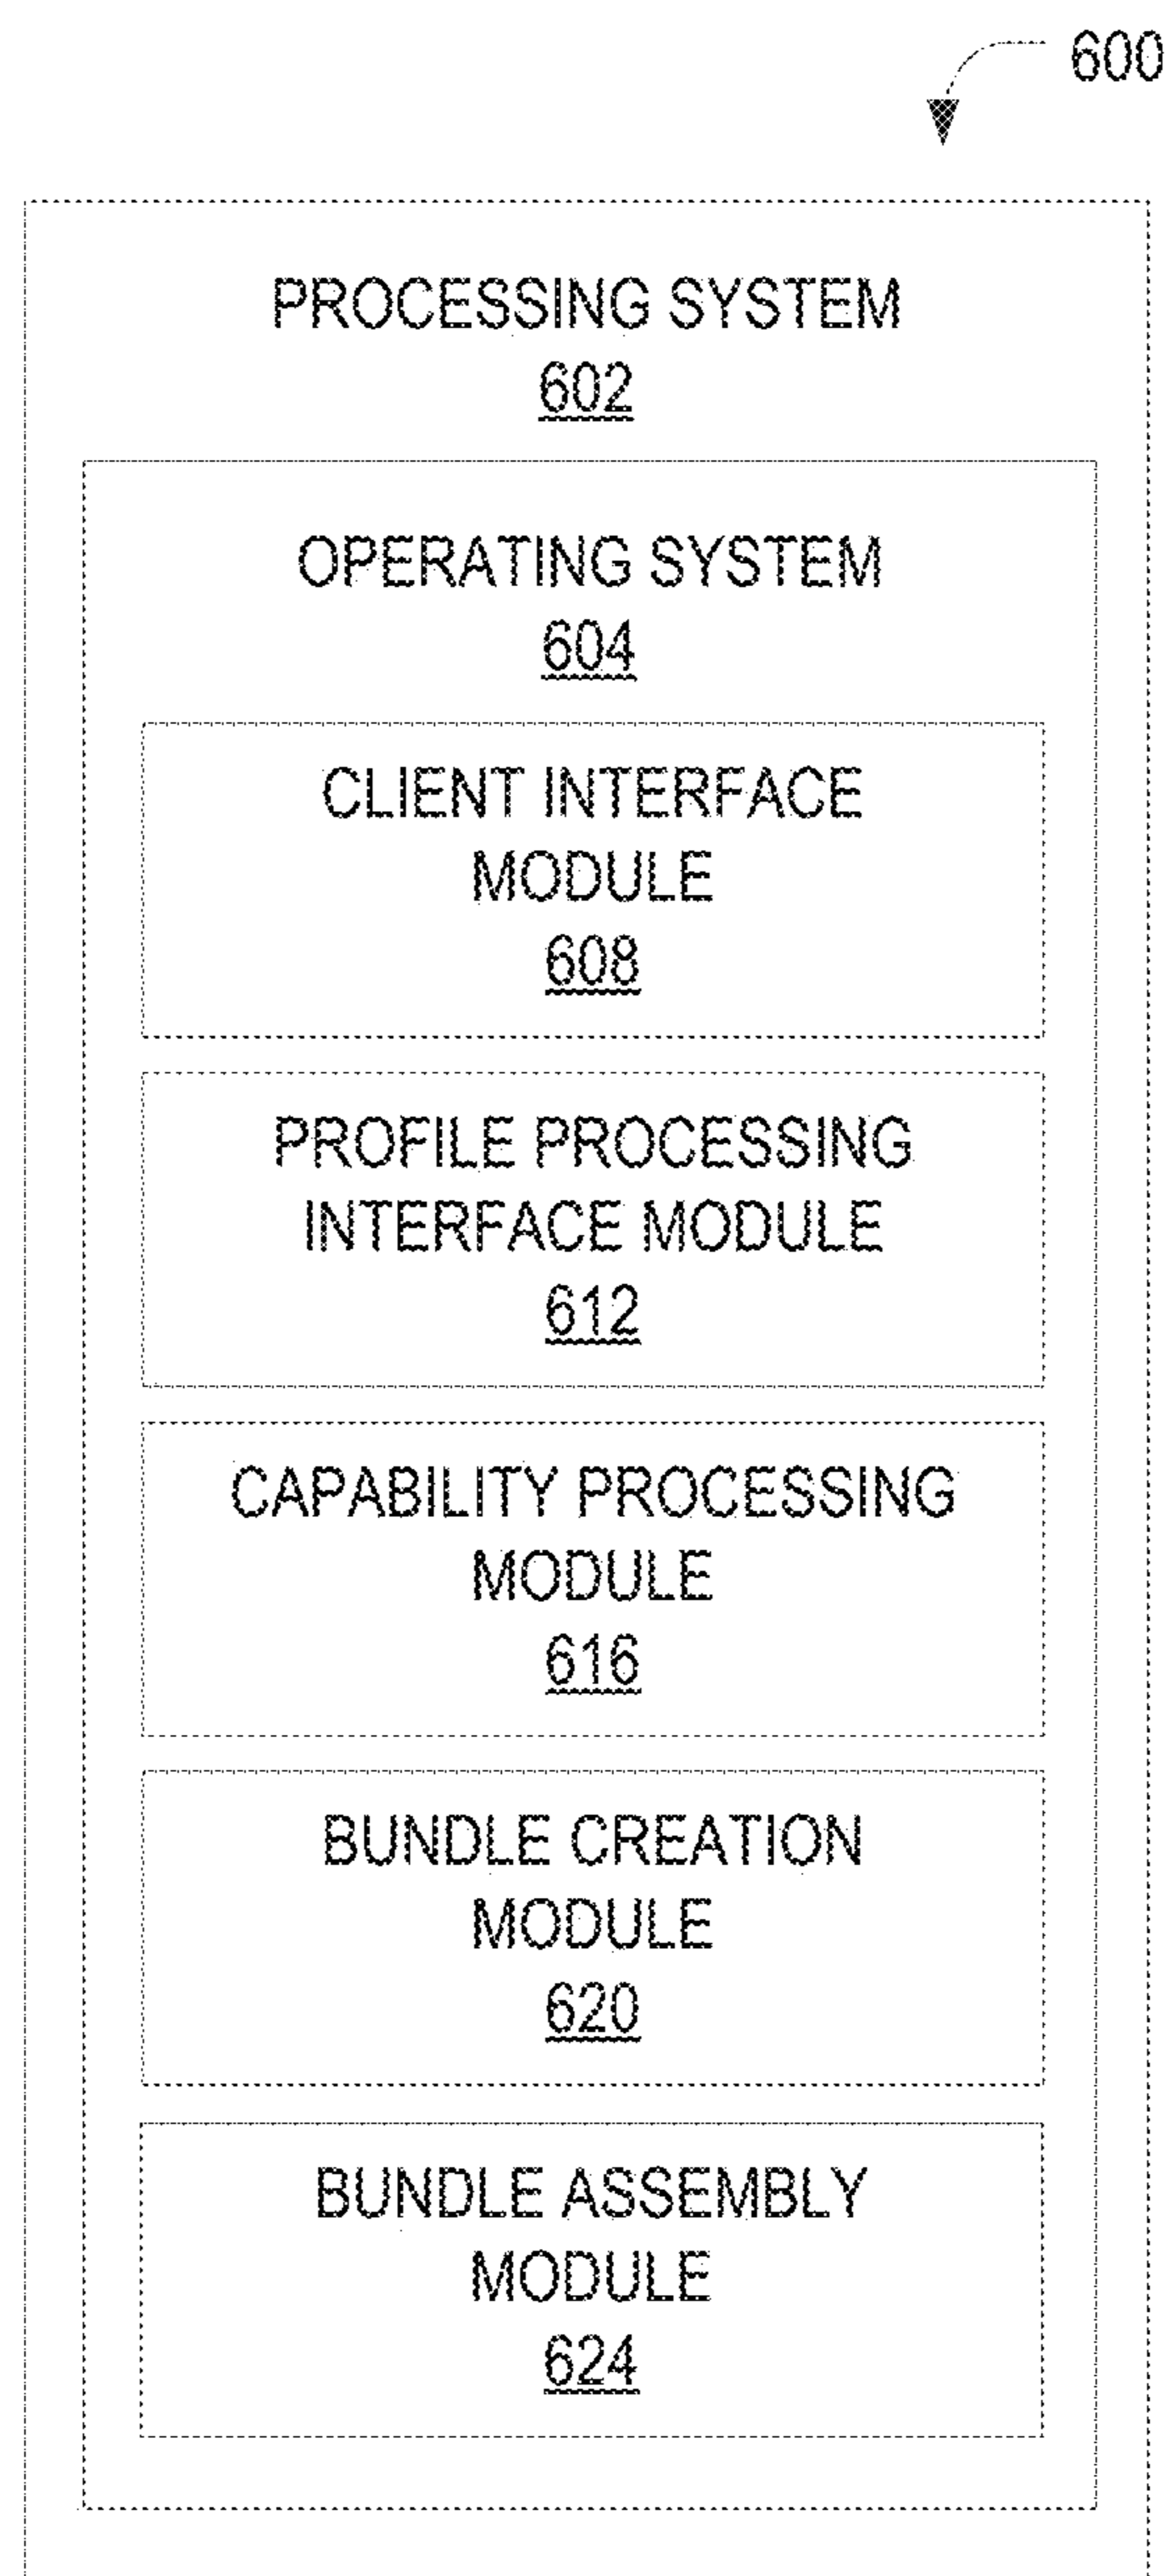 600
PROCESSING SYSTEM
602
OPERATING SYSTEM
604
CLIENT INTERFACE
MODULE
608
PROFILE PROCESSING
INTERFACE MODULE
612
CAPABILITY PROCESSING
MODULE
616
BUNDLE CREATION
MODULE
620
BUNDLE ASSEMBLY
MODULE
624